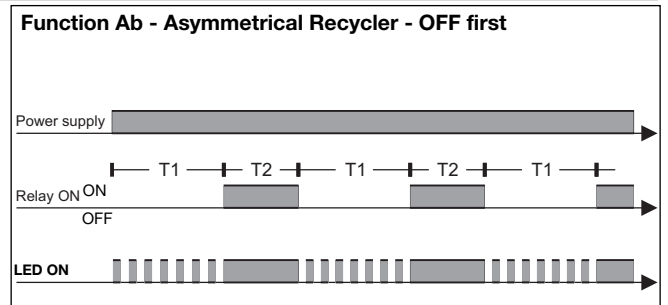 Function Ab - Asymmetrical Recycler - OFF first
Power supply
T1 T2 T1 T2 T1
Relay ON ON
OFF
LED ON